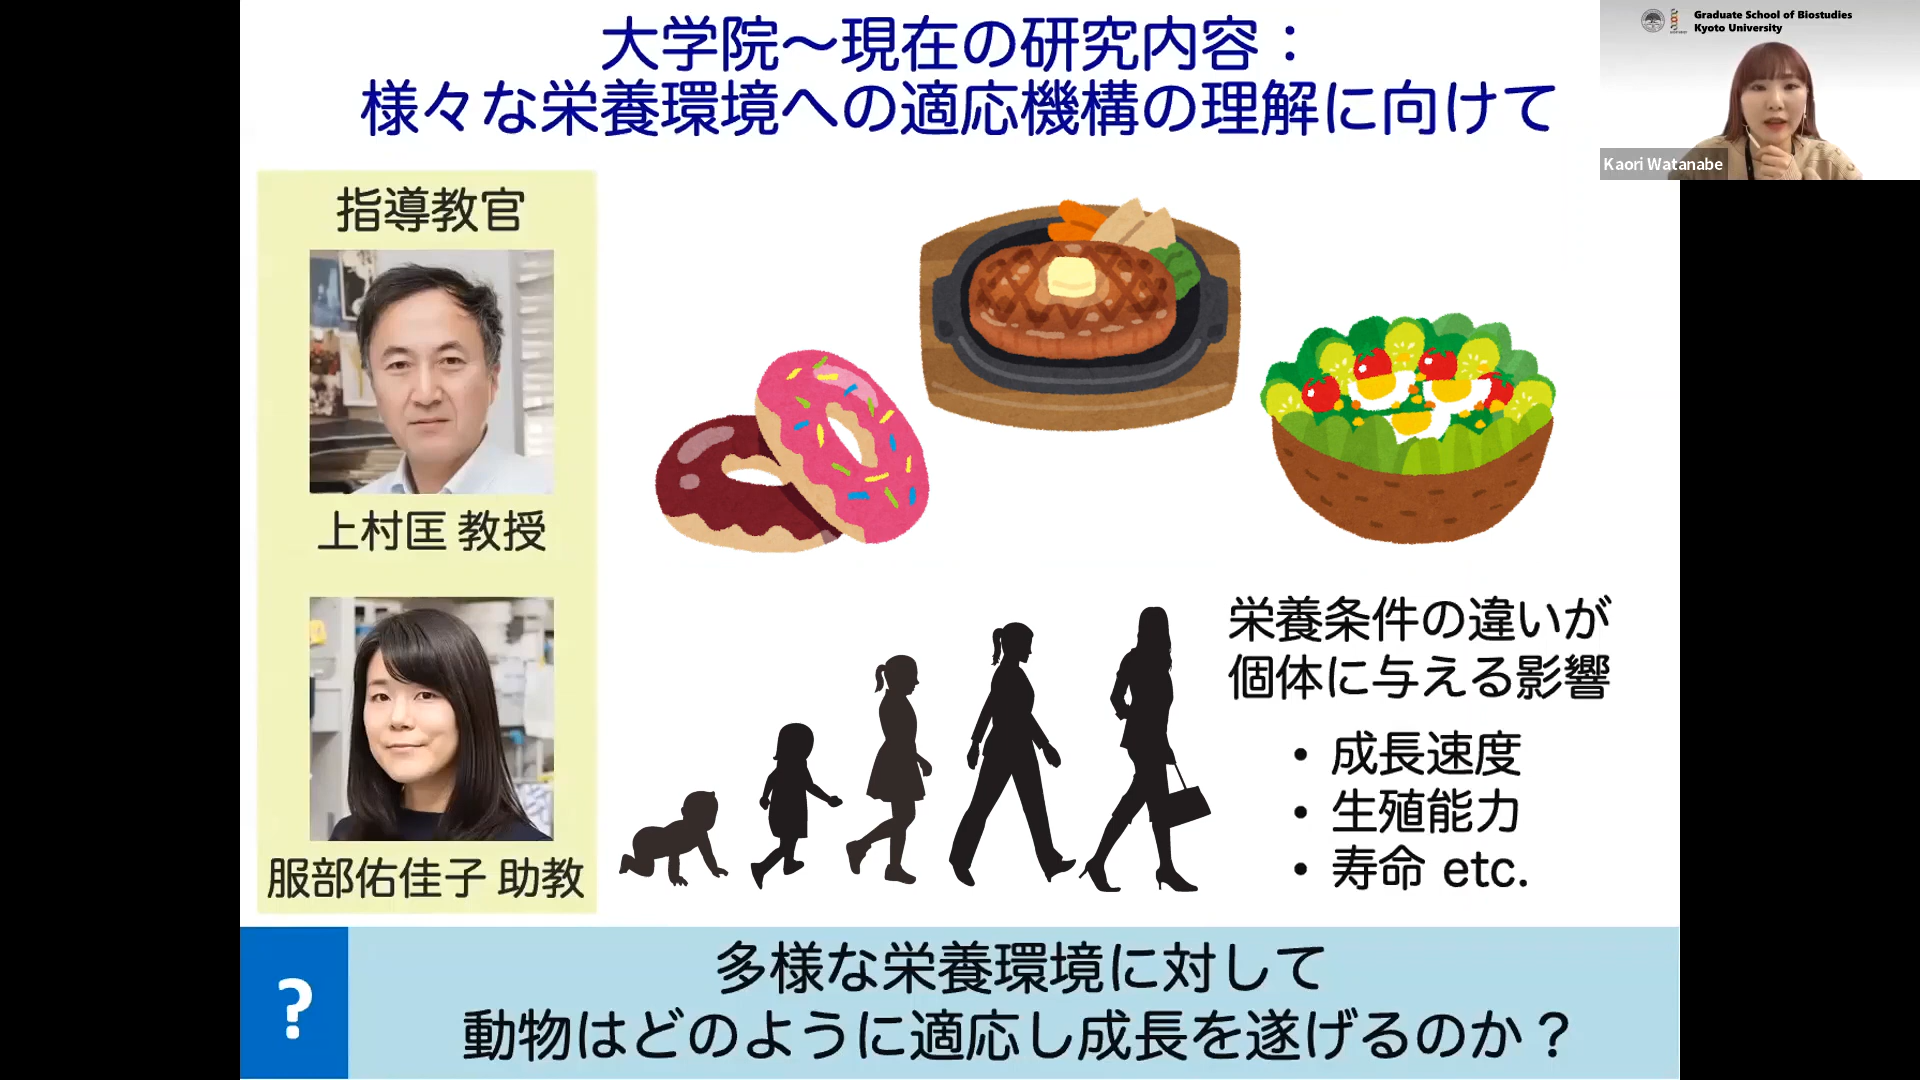 大学院～現在の研究内容：
様々な栄養環境への適応機構の理解に向けて
Graduate School of Biostudies
Kyoto University
Kaori Watanabe
指導教官
上村匡 教授
服部佑佳子 助教
栄養条件の違いが
個体に与える影響
• 成長速度
• 生殖能力
• 寿命 etc.
?
多様な栄養環境に対して
動物はどのように適応し成長を遂げるのか？